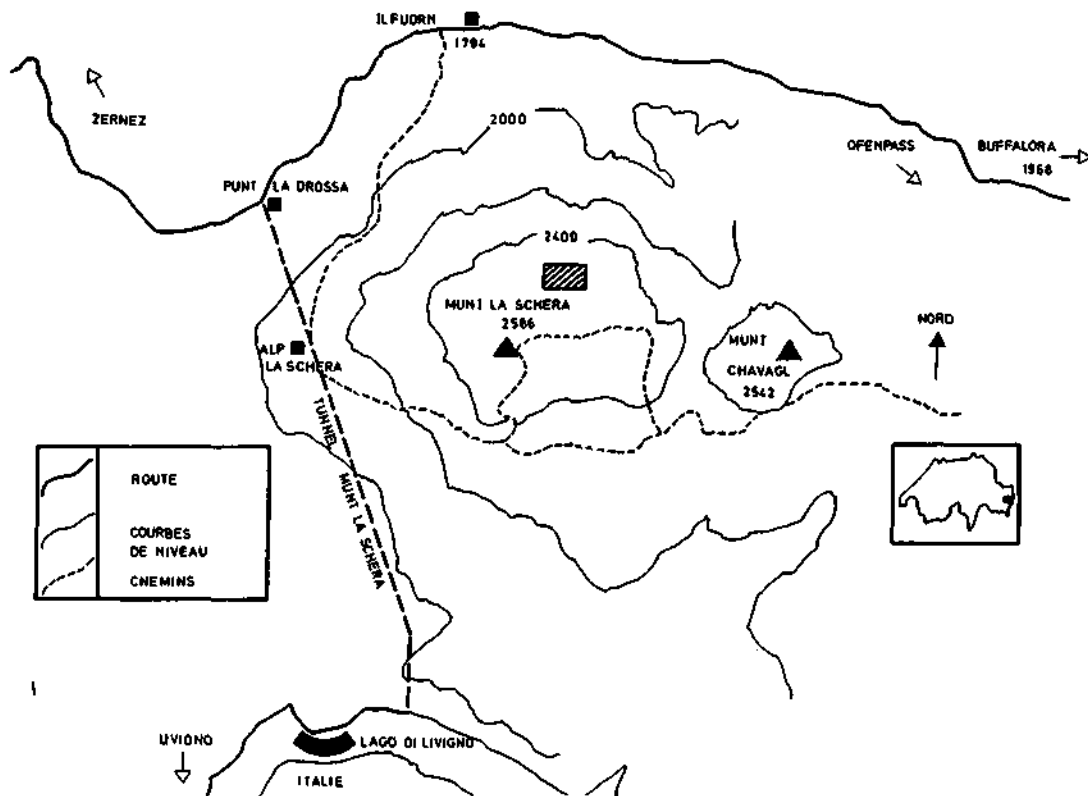 IL FUORN
1794
ZERNEZ
2000
OFENPASS
BUFFALORA
1968
PUNT LA DROSSA
2400
MUNT LA SCHERA
2586
NORD
MUNT
CHAVAGL
2542
ALP
LA SCHERA
TUNNEL MUNT LA SCHERA
ROUTE
COURBES
DE NIVEAU
CHEMINS
LIVIGNO
LAGO DI LIVIGNO
ITALIE